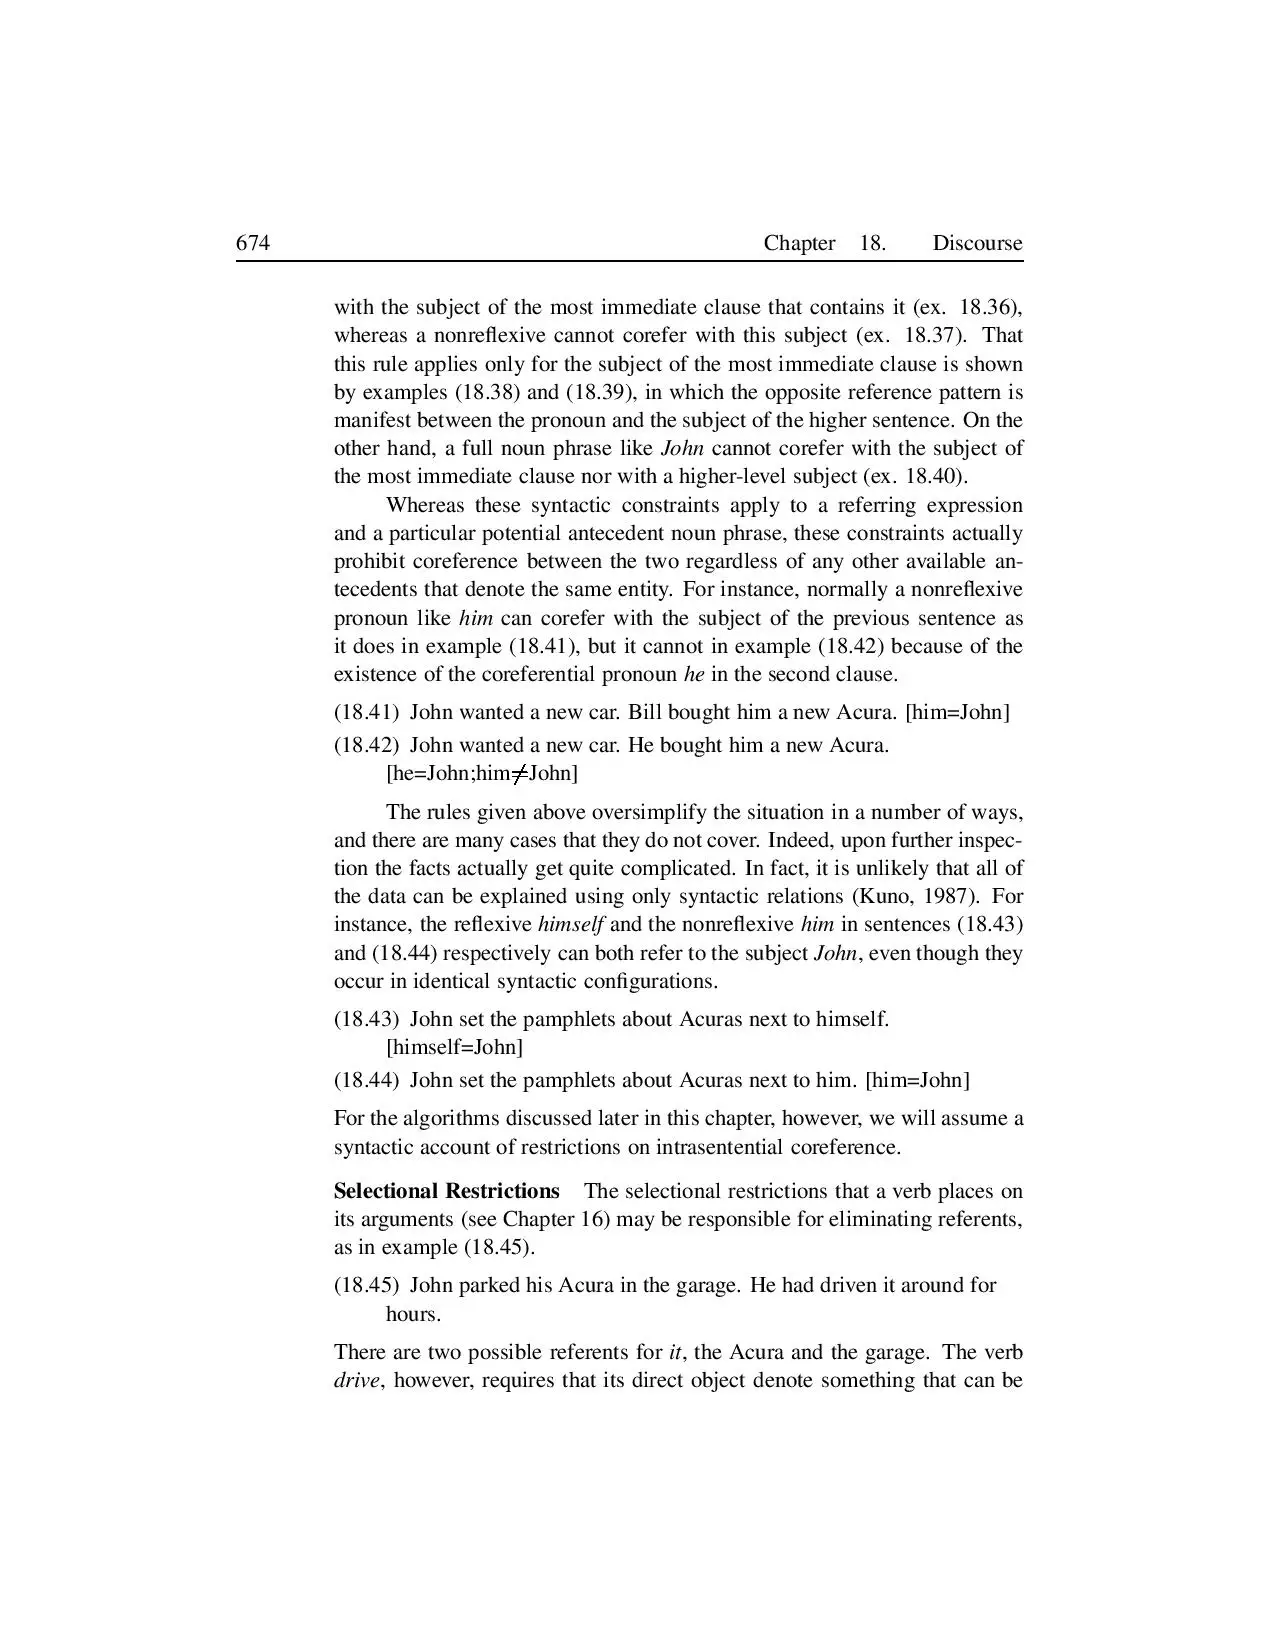 674 Chapter 18. Discourse
with the subject of the most immediate clause that contains it (ex. 18.36),
whereas a nonreflexive cannot corefer with this subject (ex. 18.37). That
this rule applies only for the subject of the most immediate clause is shown
by examples (18.38) and (18.39), in which the opposite reference pattern is
manifest between the pronoun and the subject of the higher sentence. On the
other hand, a full noun phrase like John cannot corefer with the subject of
the most immediate clause nor with a higher-level subject (ex. 18.40).
Whereas these syntactic constraints apply to a referring expression
and a particular potential antecedent noun phrase, these constraints actually
prohibit coreference between the two regardless of any other available an-
tecedents that denote the same entity. For instance, normally a nonreflexive
pronoun like him can corefer with the subject of the previous sentence as
it does in example (18.41), but it cannot in example (18.42) because of the
existence of the coreferential pronoun he in the second clause.
(18.41) John wanted a new car. Bill bought him a new Acura. [him=John]
(18.42) John wanted a new car. He bought him a new Acura.
[he=John;him≠John]
The rules given above oversimplify the situation in a number of ways,
and there are many cases that they do not cover. Indeed, upon further inspec-
tion the facts actually get quite complicated. In fact, it is unlikely that all of
the data can be explained using only syntactic relations (Kuno, 1987). For
instance, the reflexive himself and the nonreflexive him in sentences (18.43)
and (18.44) respectively can both refer to the subject John, even though they
occur in identical syntactic configurations.
(18.43) John set the pamphlets about Acuras next to himself.
[himself=John]
(18.44) John set the pamphlets about Acuras next to him. [him=John]
For the algorithms discussed later in this chapter, however, we will assume a
syntactic account of restrictions on intrasentential coreference.
Selectional Restrictions The selectional restrictions that a verb places on
its arguments (see Chapter 16) may be responsible for eliminating referents,
as in example (18.45).
(18.45) John parked his Acura in the garage. He had driven it around for
hours.
There are two possible referents for it, the Acura and the garage. The verb
drive, however, requires that its direct object denote something that can be